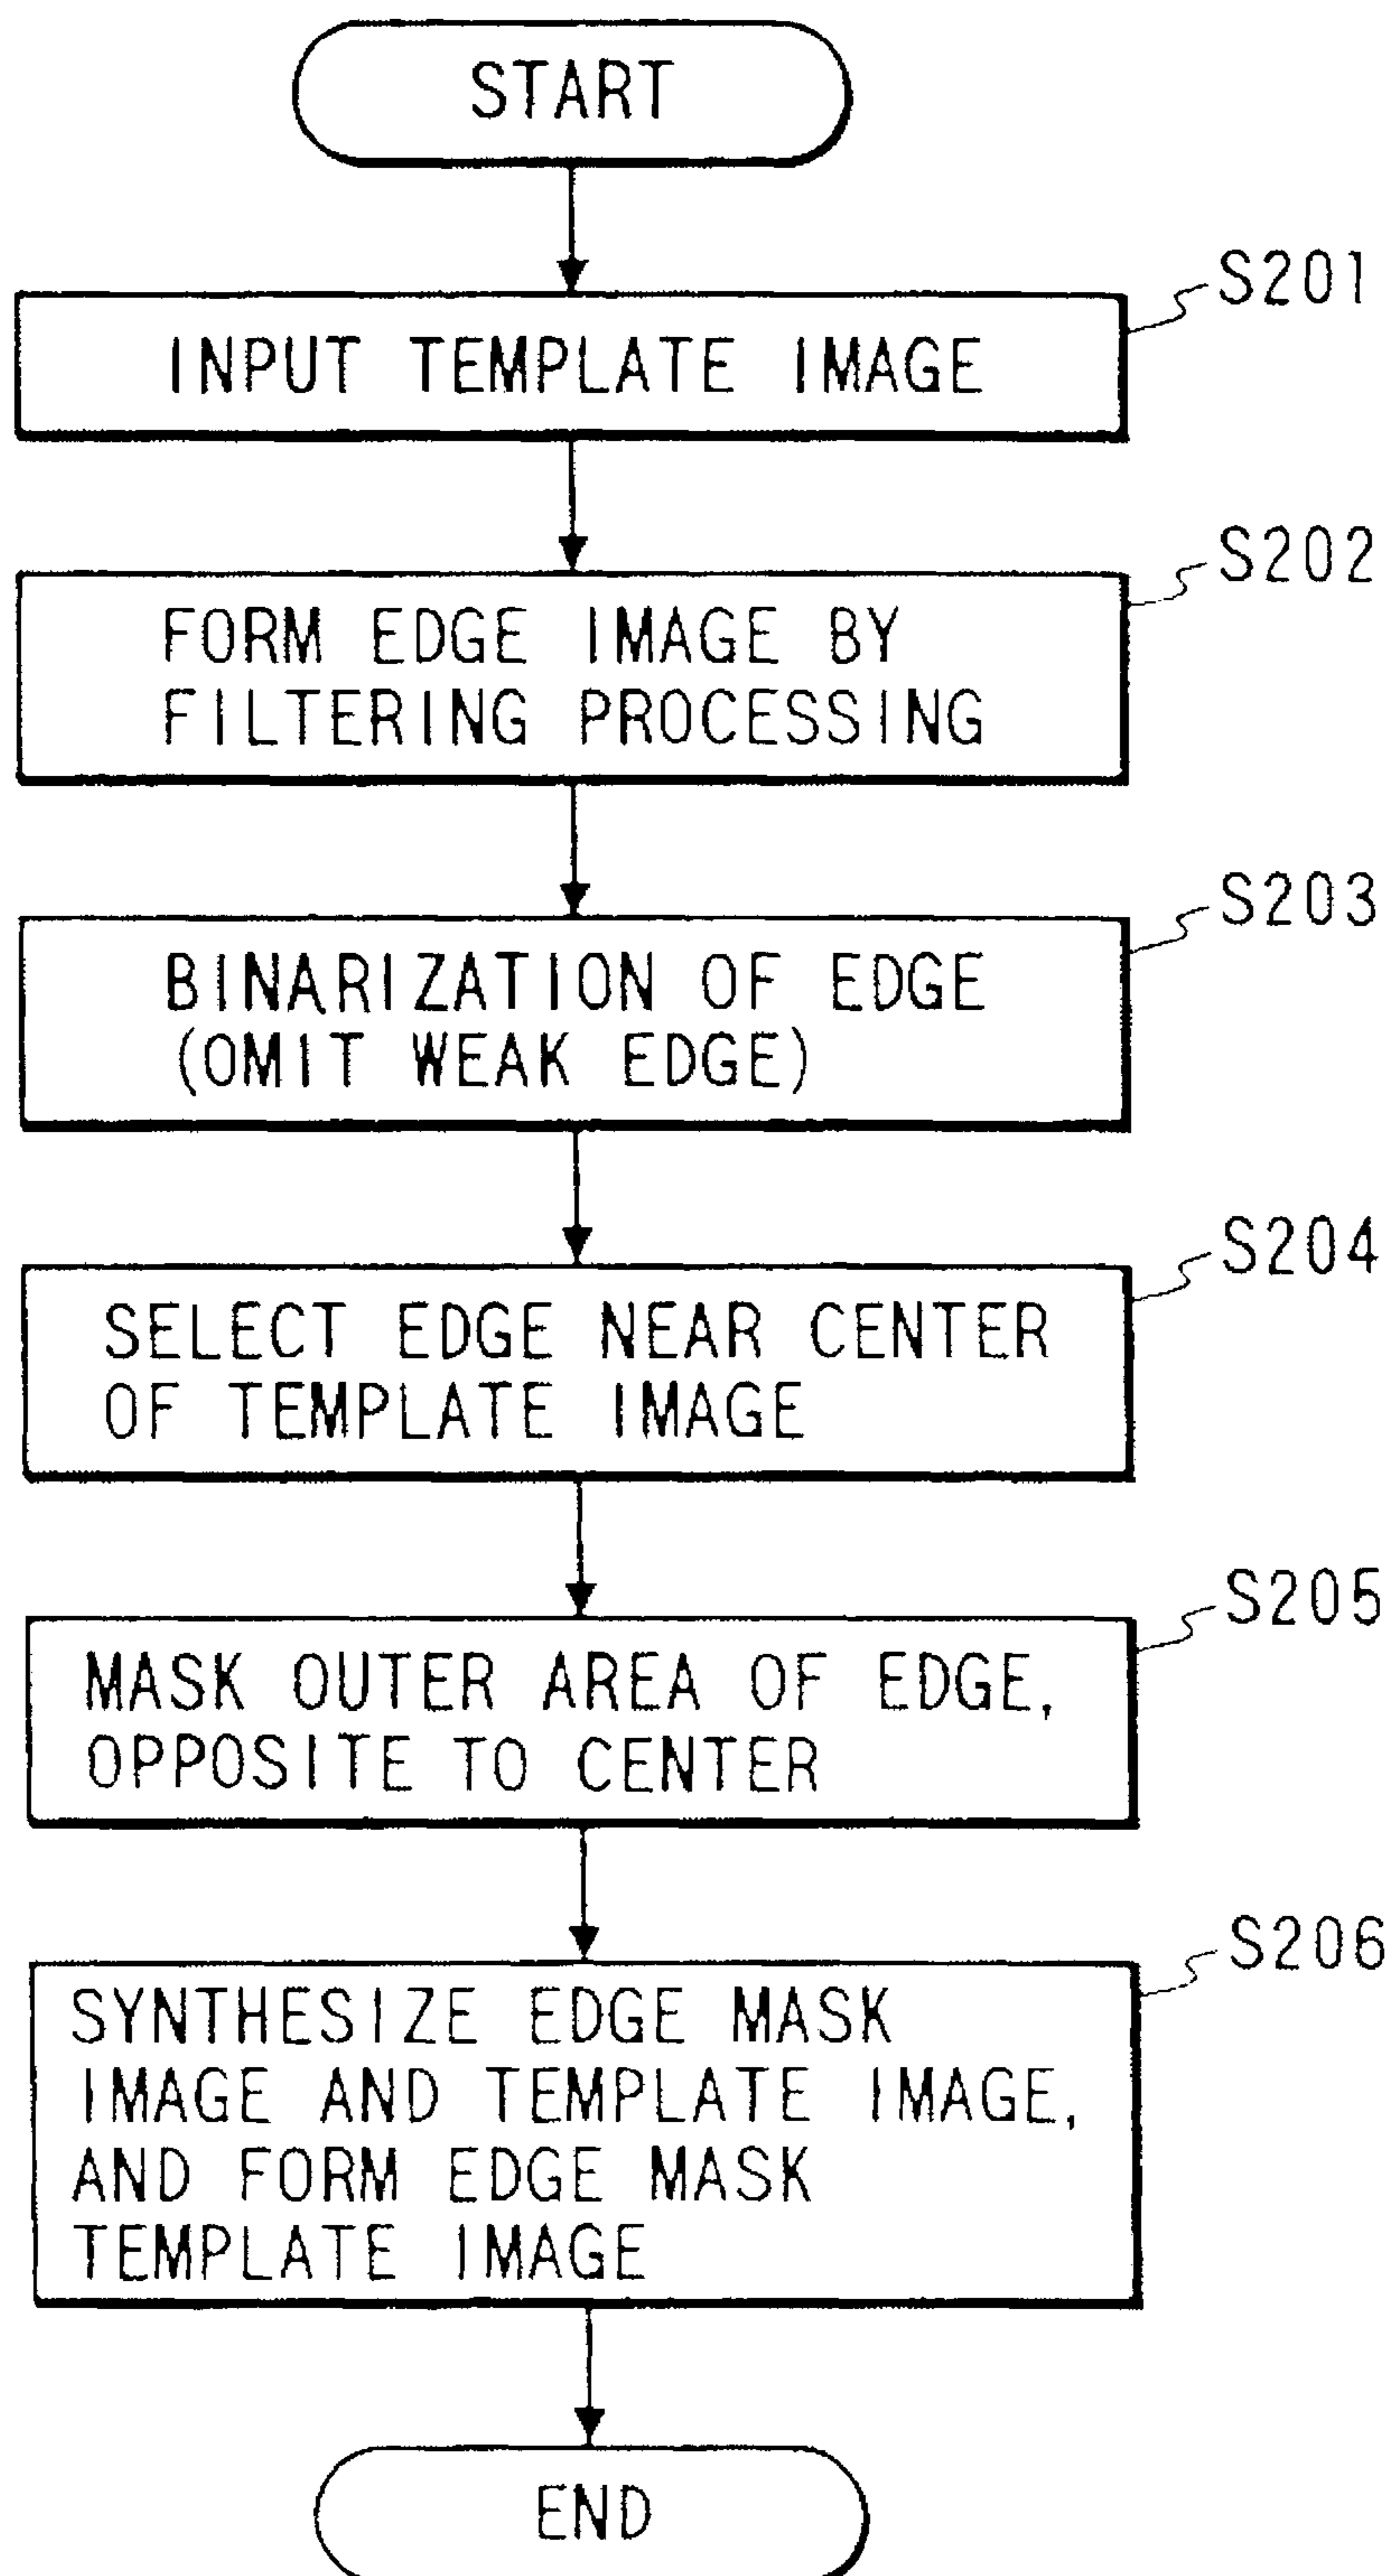 START
S201
INPUT TEMPLATE IMAGE
S202
FORM EDGE IMAGE BY
FILTERING PROCESSING
S203
BINARIZATION OF EDGE
(OMIT WEAK EDGE)
S204
SELECT EDGE NEAR CENTER
OF TEMPLATE IMAGE
S205
MASK OUTER AREA OF EDGE,
OPPOSITE TO CENTER
S206
SYNTHESIZE EDGE MASK
IMAGE AND TEMPLATE IMAGE,
AND FORM EDGE MASK
TEMPLATE IMAGE
END